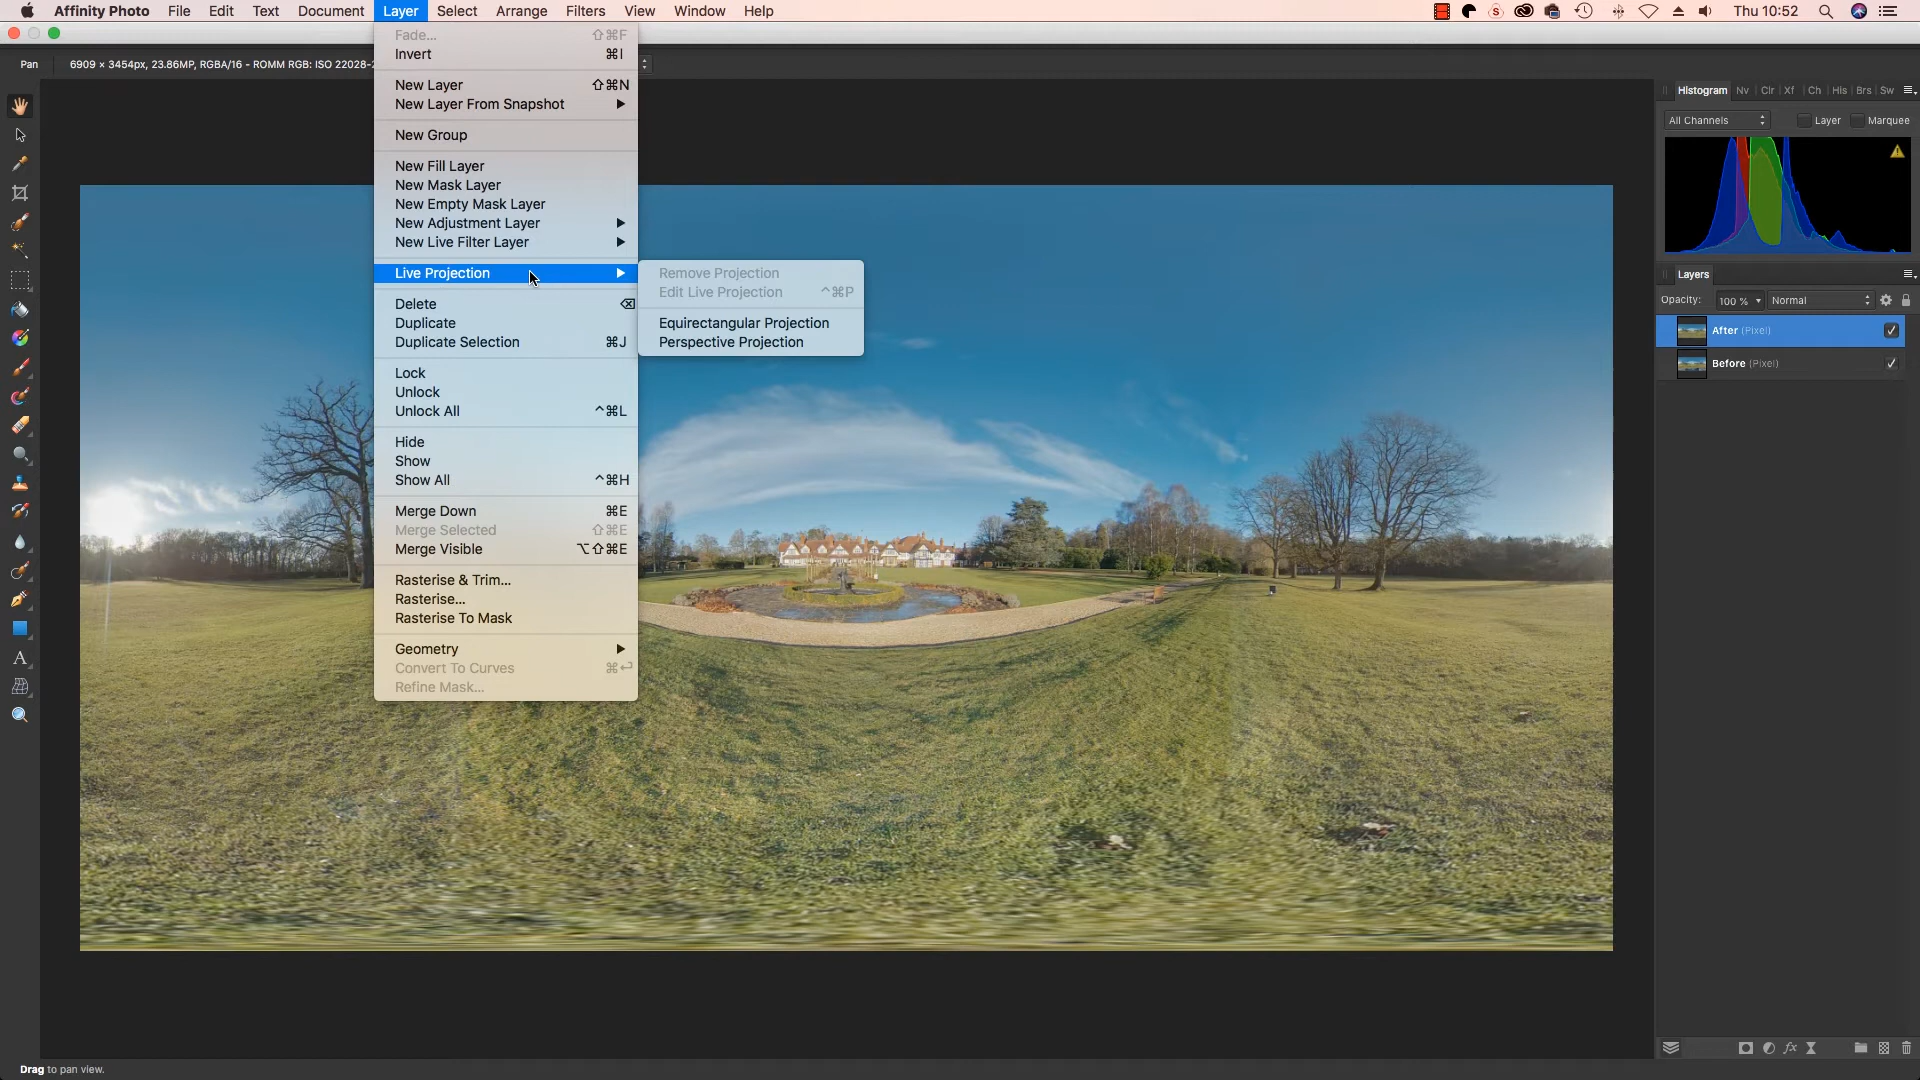 Affinity Photo File Edit Text Document Layer Select Arrange Filters View Window Help
Thu 10:52
Pan 6909 × 3454px, 23.86MP, RGBA/16 - ROMM RGB: ISO 22028-2
Fade... ⇧⌘F
Invert ⌘I
New Layer ⇧⌘N
New Layer From Snapshot
New Group
New Fill Layer
New Mask Layer
New Empty Mask Layer
New Adjustment Layer
New Live Filter Layer
Live Projection
Remove Projection
Edit Live Projection ^⌘P
Equirectangular Projection
Perspective Projection
Delete ⌫
Duplicate
Duplicate Selection ⌘J
Lock
Unlock
Unlock All ^⌘L
Hide
Show
Show All ^⌘H
Merge Down ⌘E
Merge Selected ⇧⌘E
Merge Visible ⌥⇧⌘E
Rasterise & Trim...
Rasterise...
Rasterise To Mask
Geometry
Convert To Curves ⌘↩
Refine Mask...
Histogram Nv Clr Xf Ch His Brs Sw
All Channels Layer Marquee
Layers
Opacity: 100 % Normal
After (Pixel)
Before (Pixel)
Drag to pan view.